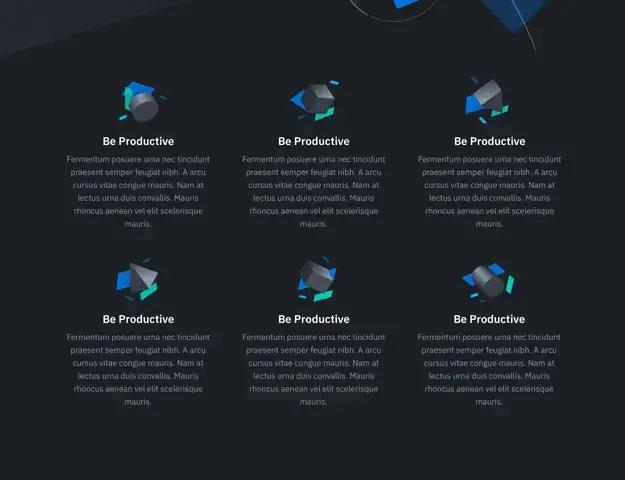 Be Productive
Fermentum posuere urna nec tincidunt
praesent semper feugiat nibh. A arcu
cursus vitae congue mauris. Nam at
lectus urna duis convallis. Mauris
rhoncus aenean vel elit scelerisque
mauris.
Be Productive
Fermentum posuere urna nec tincidunt
praesent semper feugiat nibh. A arcu
cursus vitae congue mauris. Nam at
lectus urna duis convallis. Mauris
rhoncus aenean vel elit scelerisque
mauris.
Be Productive
Fermentum posuere urna nec tincidunt
praesent semper feugiat nibh. A arcu
cursus vitae congue mauris. Nam at
lectus urna duis convallis. Mauris
rhoncus aenean vel elit scelerisque
mauris.
Be Productive
Fermentum posuere urna nec tincidunt
praesent semper feugiat nibh. A arcu
cursus vitae congue mauris. Nam at
lectus urna duis convallis. Mauris
rhoncus aenean vel elit scelerisque
mauris.
Be Productive
Fermentum posuere urna nec tincidunt
praesent semper feugiat nibh. A arcu
cursus vitae congue mauris. Nam at
lectus urna duis convallis. Mauris
rhoncus aenean vel elit scelerisque
mauris.
Be Productive
Fermentum posuere urna nec tincidunt
praesent semper feugiat nibh. A arcu
cursus vitae congue mauris. Nam at
lectus urna duis convallis. Mauris
rhoncus aenean vel elit scelerisque
mauris.